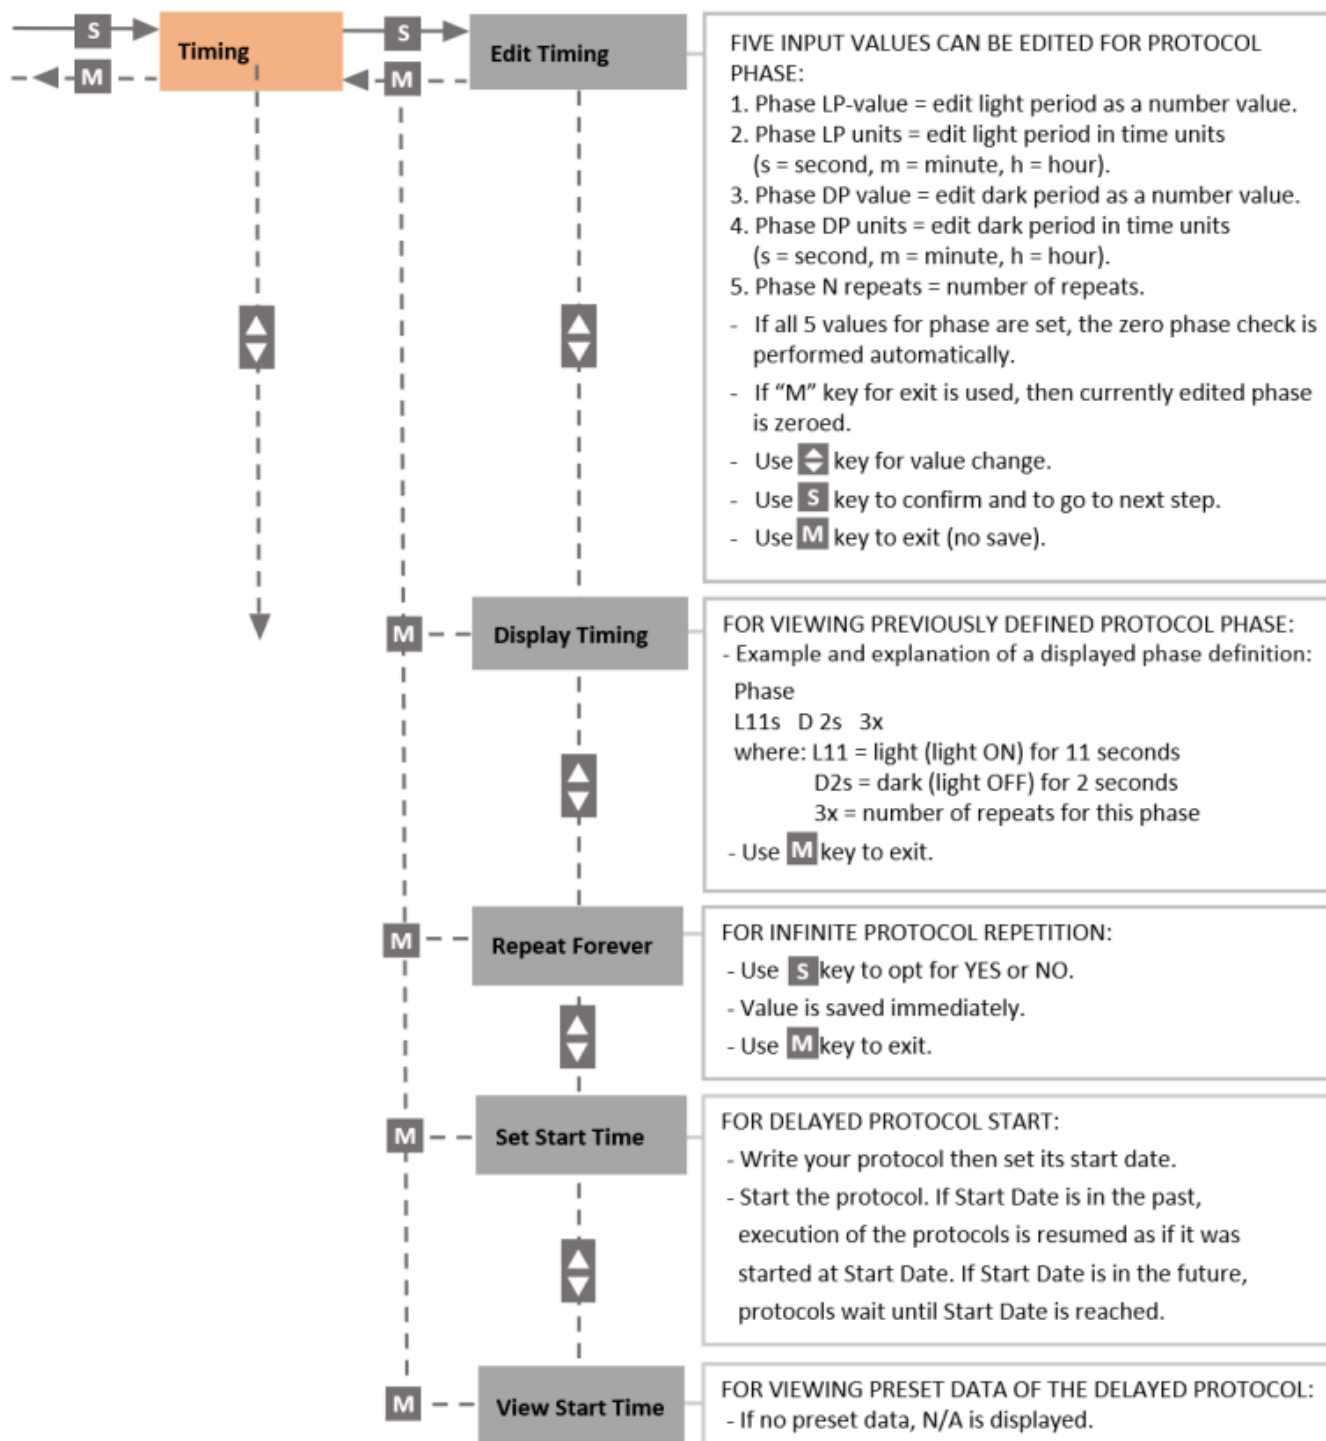 S
Timing
M
S
Edit Timing
M
FIVE INPUT VALUES CAN BE EDITED FOR PROTOCOL
PHASE:
1. Phase LP-value = edit light period as a number value.
2. Phase LP units = edit light period in time units
(s = second, m = minute, h = hour).
3. Phase DP value = edit dark period as a number value.
4. Phase DP units = edit dark period in time units
(s = second, m = minute, h = hour).
5. Phase N repeats = number of repeats.
- If all 5 values for phase are set, the zero phase check is
performed automatically.
- If “M” key for exit is used, then currently edited phase
is zeroed.
- Use key for value change.
- Use S key to confirm and to go to next step.
- Use M key to exit (no save).
M
Display Timing
FOR VIEWING PREVIOUSLY DEFINED PROTOCOL PHASE:
- Example and explanation of a displayed phase definition:
Phase
L11s D 2s 3x
where: L11 = light (light ON) for 11 seconds
D2s = dark (light OFF) for 2 seconds
3x = number of repeats for this phase
- Use M key to exit.
M
Repeat Forever
FOR INFINITE PROTOCOL REPETITION:
- Use S key to opt for YES or NO.
- Value is saved immediately.
- Use M key to exit.
M
Set Start Time
FOR DELAYED PROTOCOL START:
- Write your protocol then set its start date.
- Start the protocol. If Start Date is in the past,
execution of the protocols is resumed as if it was
started at Start Date. If Start Date is in the future,
protocols wait until Start Date is reached.
M
View Start Time
FOR VIEWING PRESET DATA OF THE DELAYED PROTOCOL:
- If no preset data, N/A is displayed.